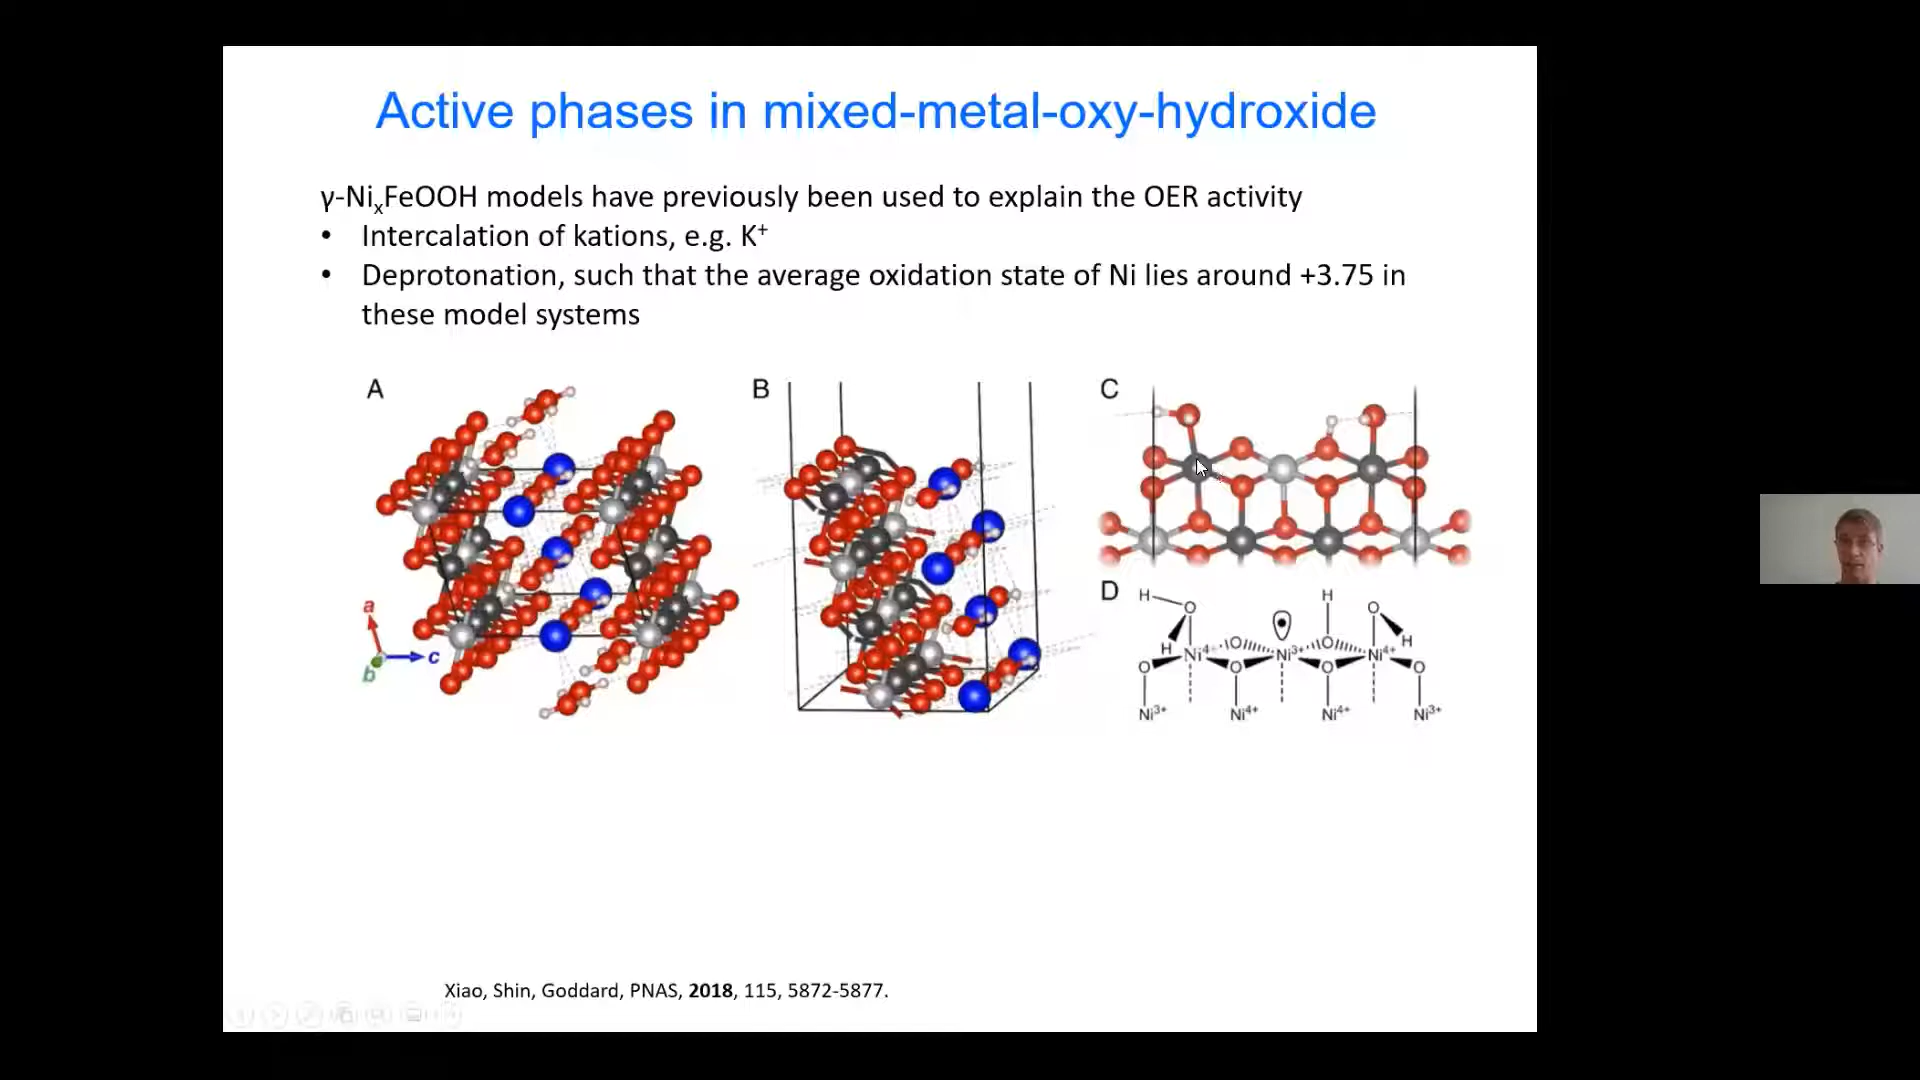 Active phases in mixed-metal-oxy-hydroxide
γ-NiₓFeOOH models have previously been used to explain the OER activity
• Intercalation of kations, e.g. K⁺
• Deprotonation, such that the average oxidation state of Ni lies around +3.75 in
these model systems
A
B
C
a
b
c
D
H
O
H
H
O
H
Ni⁴⁺
O
Ni³⁺
O
Ni⁴⁺
O
O
O
O
Ni³⁺
Ni⁴⁺
Ni⁴⁺
Ni³⁺
Xiao, Shin, Goddard, PNAS, 2018, 115, 5872-5877.